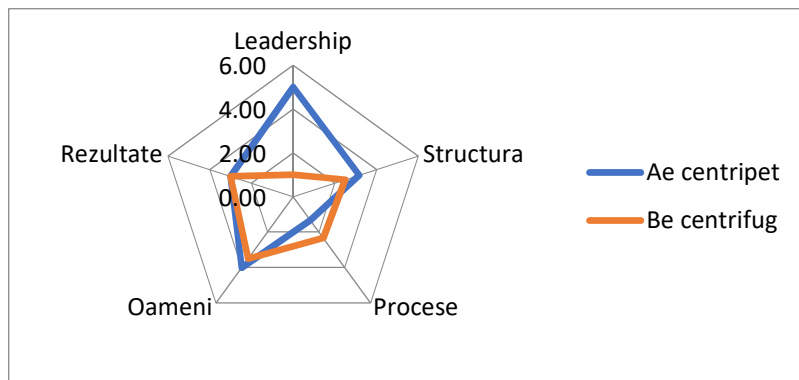 Leadership
6.00
4.00
2.00
0.00
Rezultate
Structura
Oameni
Procese
Ae centripet
Be centrifug